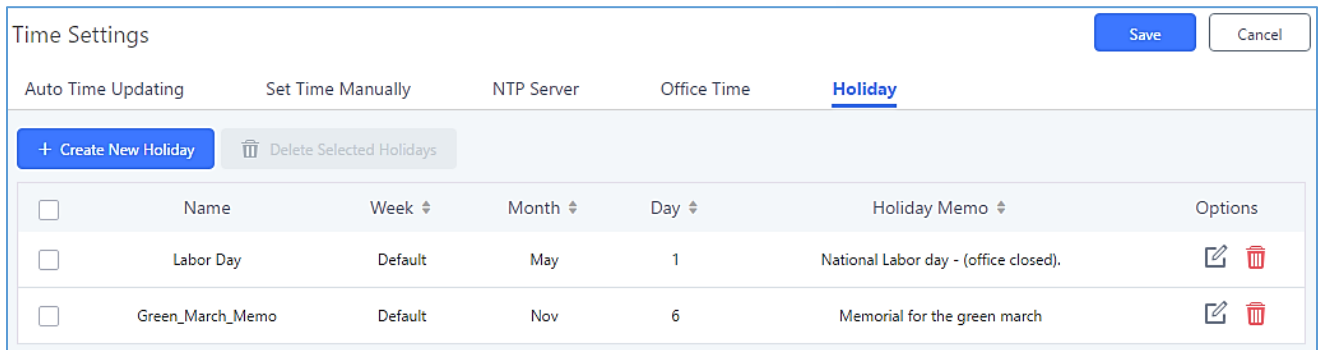 Time Settings Save Cancel
Auto Time Updating Set Time Manually NTP Server Office Time Holiday
+ Create New Holiday Delete Selected Holidays
Name Week Month Day Holiday Memo Options
Labor Day Default May 1 National Labor day - (office closed).
Green_March_Memo Default Nov 6 Memorial for the green march